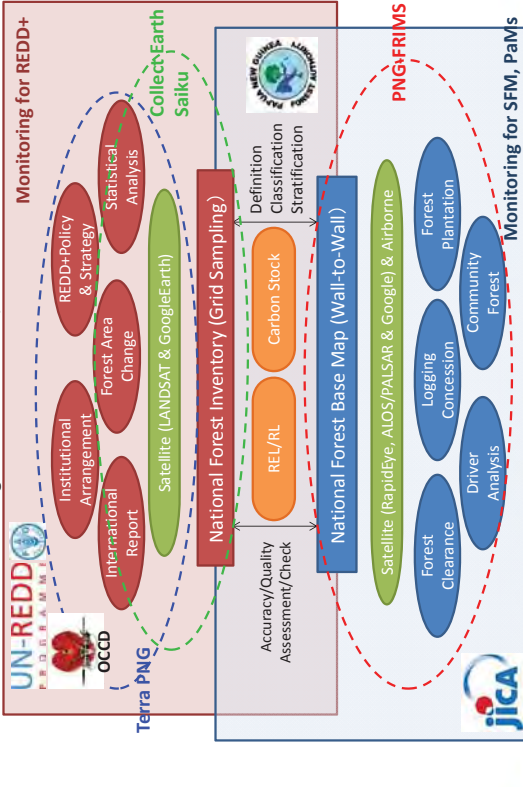 Monitoring for REDD+
UN-REDD
PROGRAMME
OCCD
Terra PNG
Collect Earth
Saiku
Institutional
Arrangement
REDD+Policy
& Strategy
International
Report
Forest Area
Change
Statistical
Analysis
Satellite (LANDSAT & GoogleEarth)
National Forest Inventory (Grid Sampling)
Accuracy/Quality
Assessment/Check
REL/RL
Carbon Stock
Definition
Classification
Stratification
PAPUA NEW GUINEA FOREST AUTHORITY
National Forest Base Map (Wall-to-Wall)
PNG-FRIMS
Satellite (RapidEye, ALOS/PALSAR & Google) & Airborne
Forest
Clearance
Logging
Concession
Forest
Plantation
Driver
Analysis
Community
Forest
jICA
Monitoring for SFM, PaMs